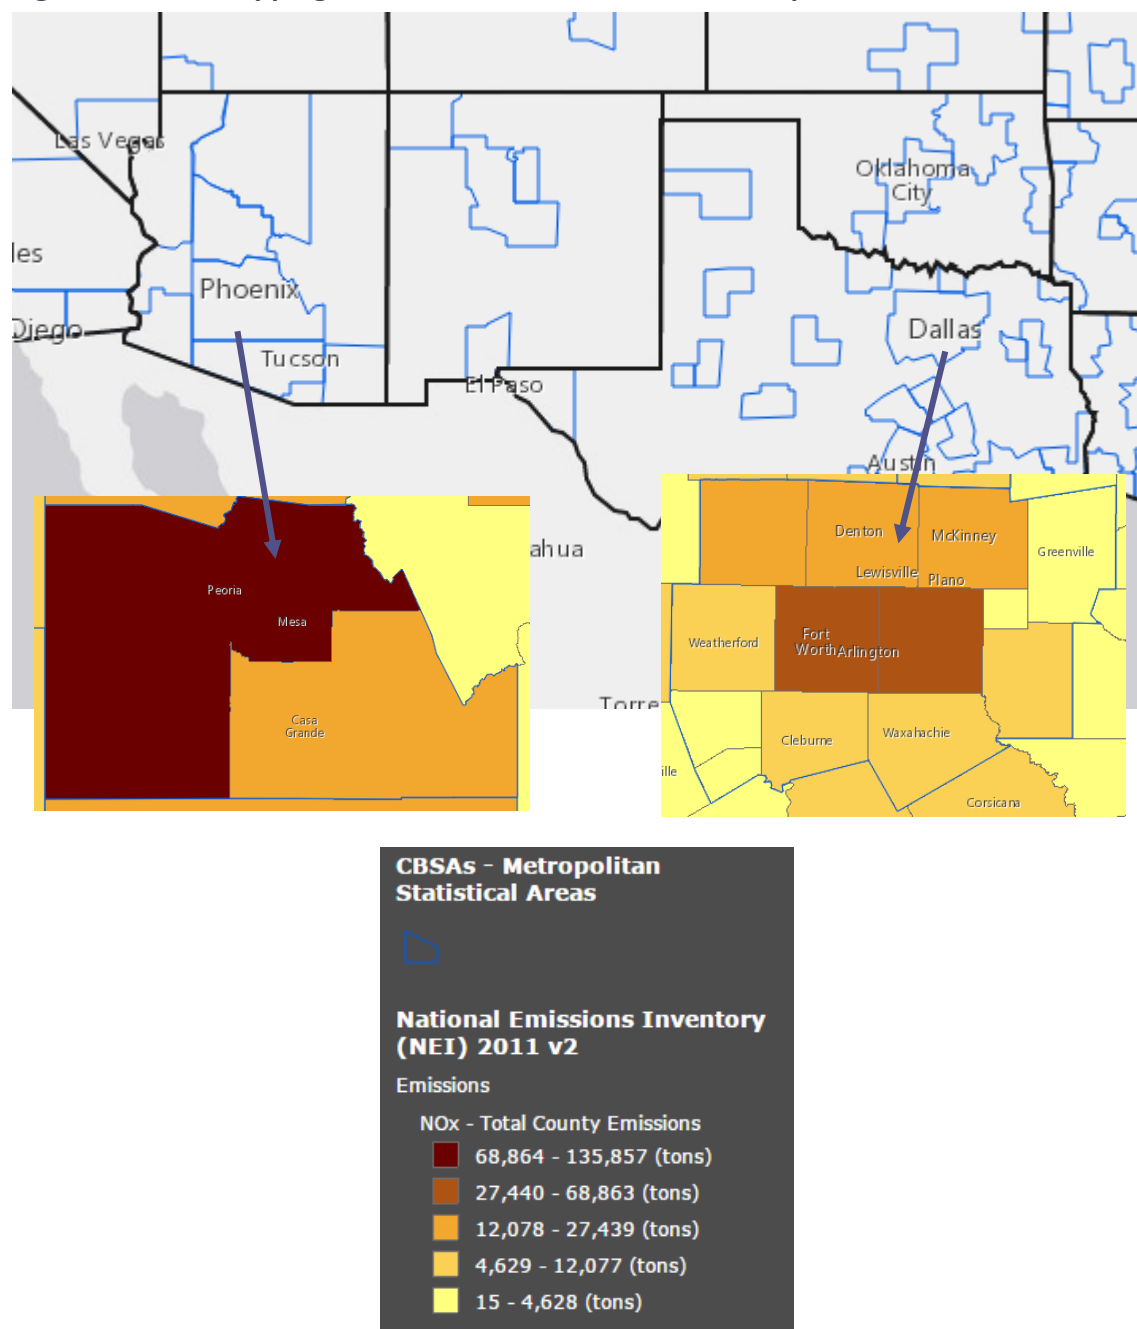 Las Vegas
Oklahoma
City
les
Phoenix
Diego
Dallas
Tucson
El Paso
Austin
ahua
Torre
Peoria
Mesa
Casa
Grande
Denton
McKinney
Greenville
Lewisville
Plano
Weatherford
Fort
Worth
Arlington
Cleburne
Waxahachie
ille
Corsicana
CBSAs - Metropolitan
Statistical Areas
National Emissions Inventory
(NEI) 2011 v2
Emissions
NOx - Total County Emissions
68,864 - 135,857 (tons)
27,440 - 68,863 (tons)
12,078 - 27,439 (tons)
4,629 - 12,077 (tons)
15 - 4,628 (tons)